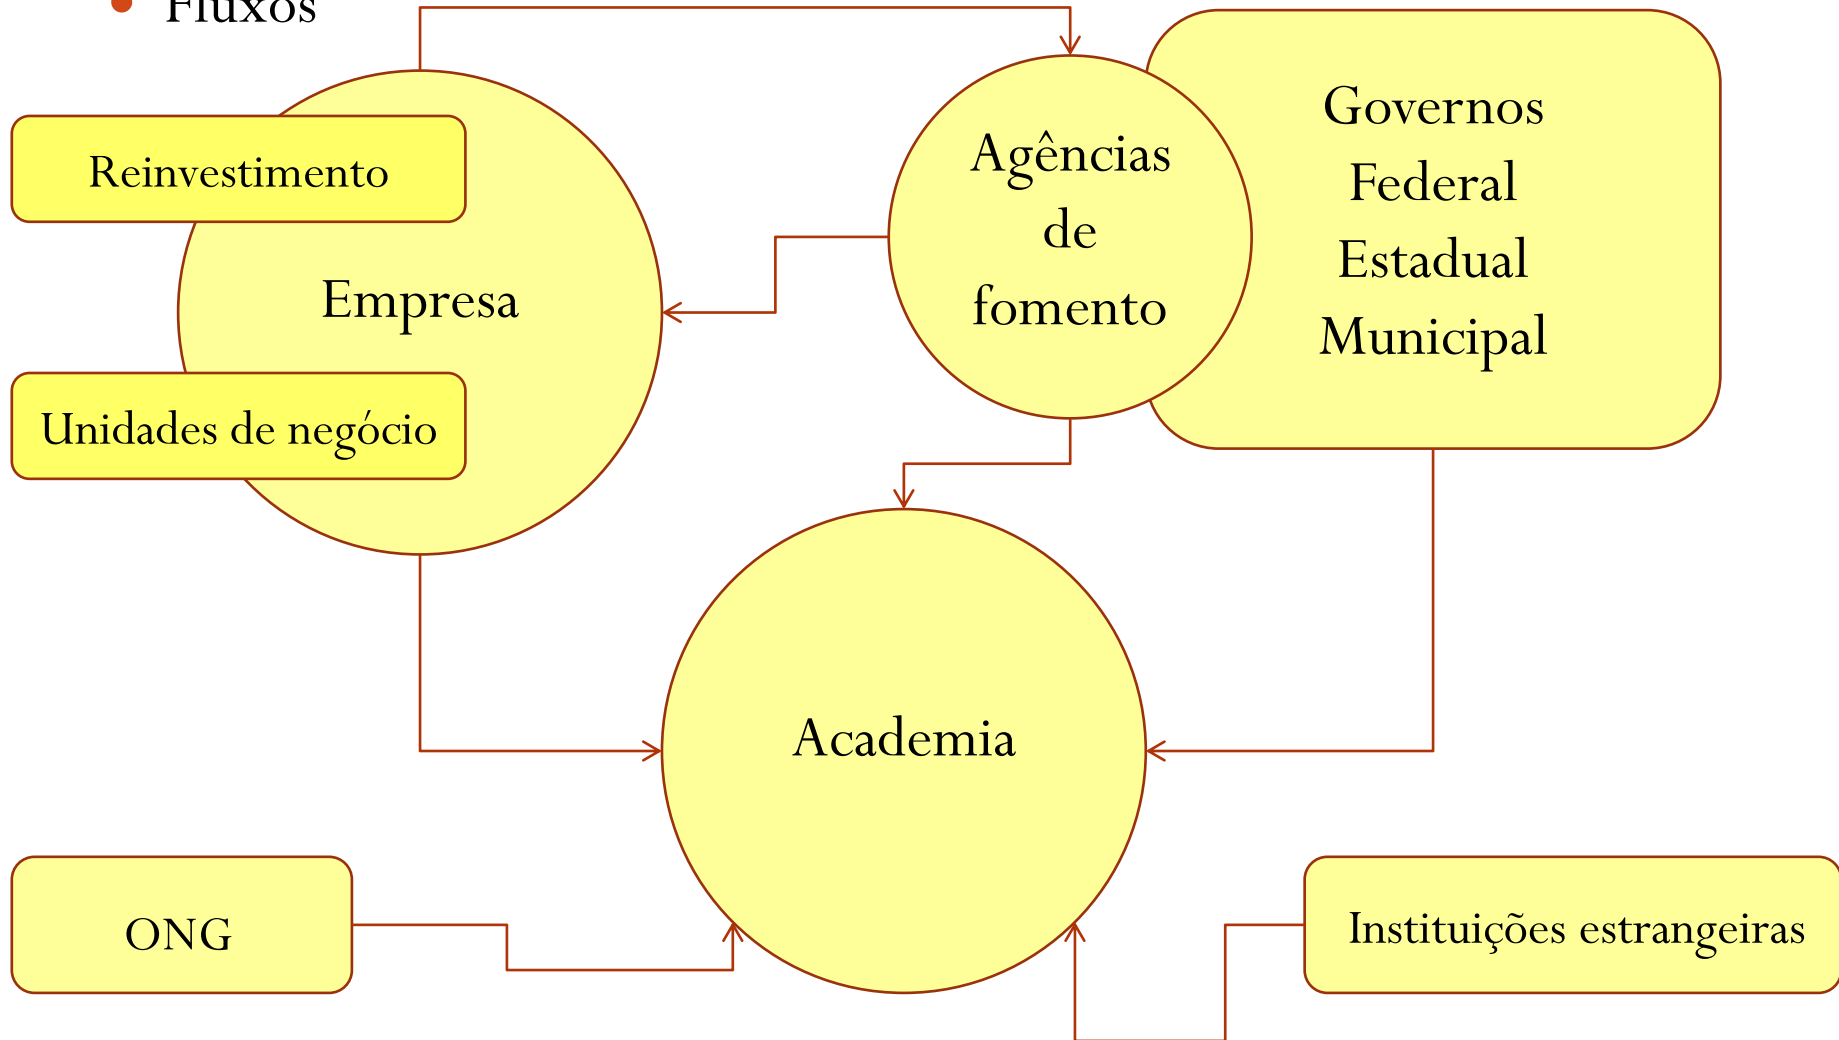 Fluxos
Reinvestimento
Empresa
Unidades de negócio
Agências
de
fomento
Governos
Federal
Estadual
Municipal
Academia
ONG
Instituições estrangeiras